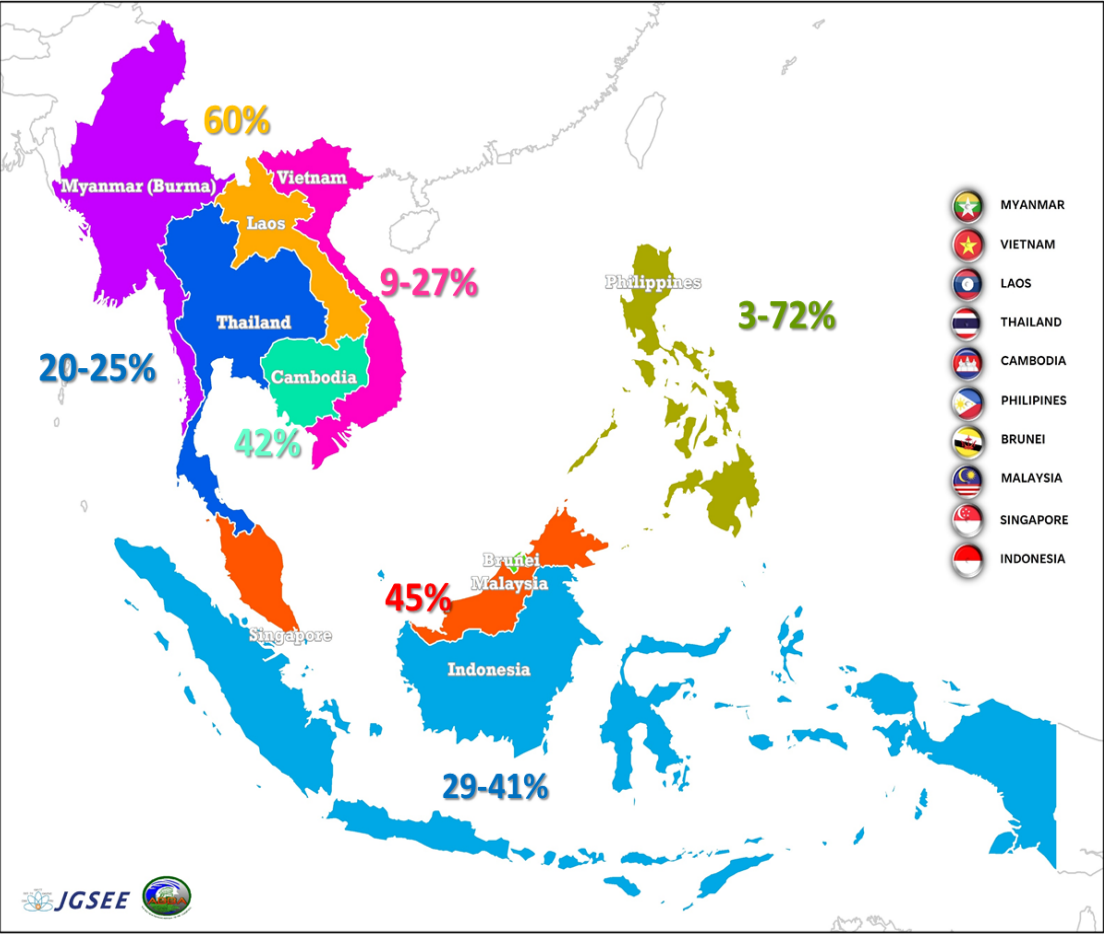 60%
Myanmar (Burma)
Vietnam
Laos
9-27%
Philippines
3-72%
Thailand
20-25%
Cambodia
42%
Brunei
Malaysia
45%
Singapore
Indonesia
29-41%
MYANMAR
VIETNAM
LAOS
THAILAND
CAMBODIA
PHILIPINES
BRUNEI
MALAYSIA
SINGAPORE
INDONESIA
JGSEE